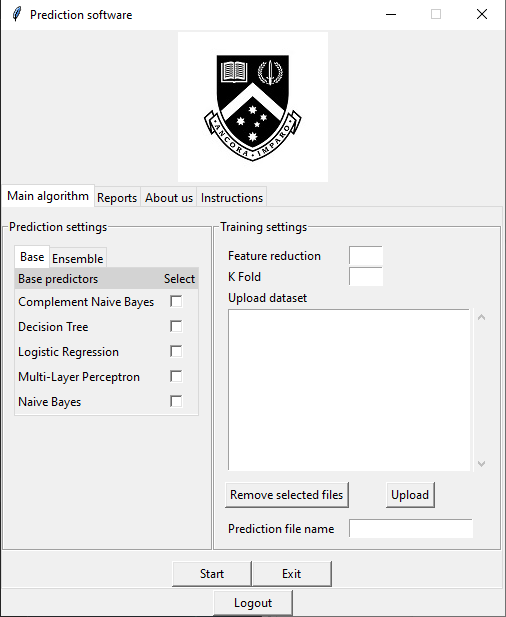 Prediction software
ANCORA IMPARO
Main algorithm Reports About us Instructions
Prediction settings
Base Ensemble
Base predictors Select
Complement Naive Bayes
Decision Tree
Logistic Regression
Multi-Layer Perceptron
Naive Bayes
Training settings
Feature reduction
K Fold
Upload dataset
Remove selected files Upload
Prediction file name
Start Exit
Logout